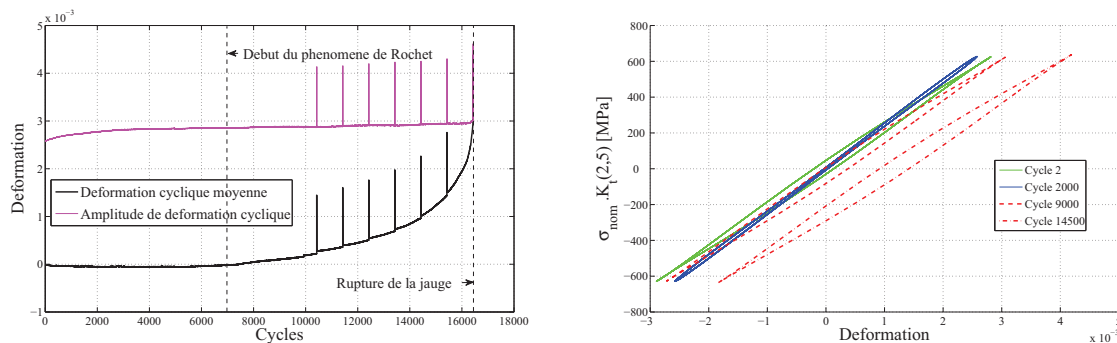 x 10⁻³
5
4
3
2
1
0
−1
Deformation
Debut du phenomene de Rochet
Deformation cyclique moyenne
Amplitude de deformation cyclique
Rupture de la jauge
0 2000 4000 6000 8000 10000 12000 14000 16000 18000
Cycles
800
600
400
200
0
−200
−400
−600
−800
σnom .Kt(2,5) [MPa]
Cycle 2
Cycle 2000
Cycle 9000
Cycle 14500
−3 −2 −1 0 1 2 3 4 5
Deformation
x 10⁻³